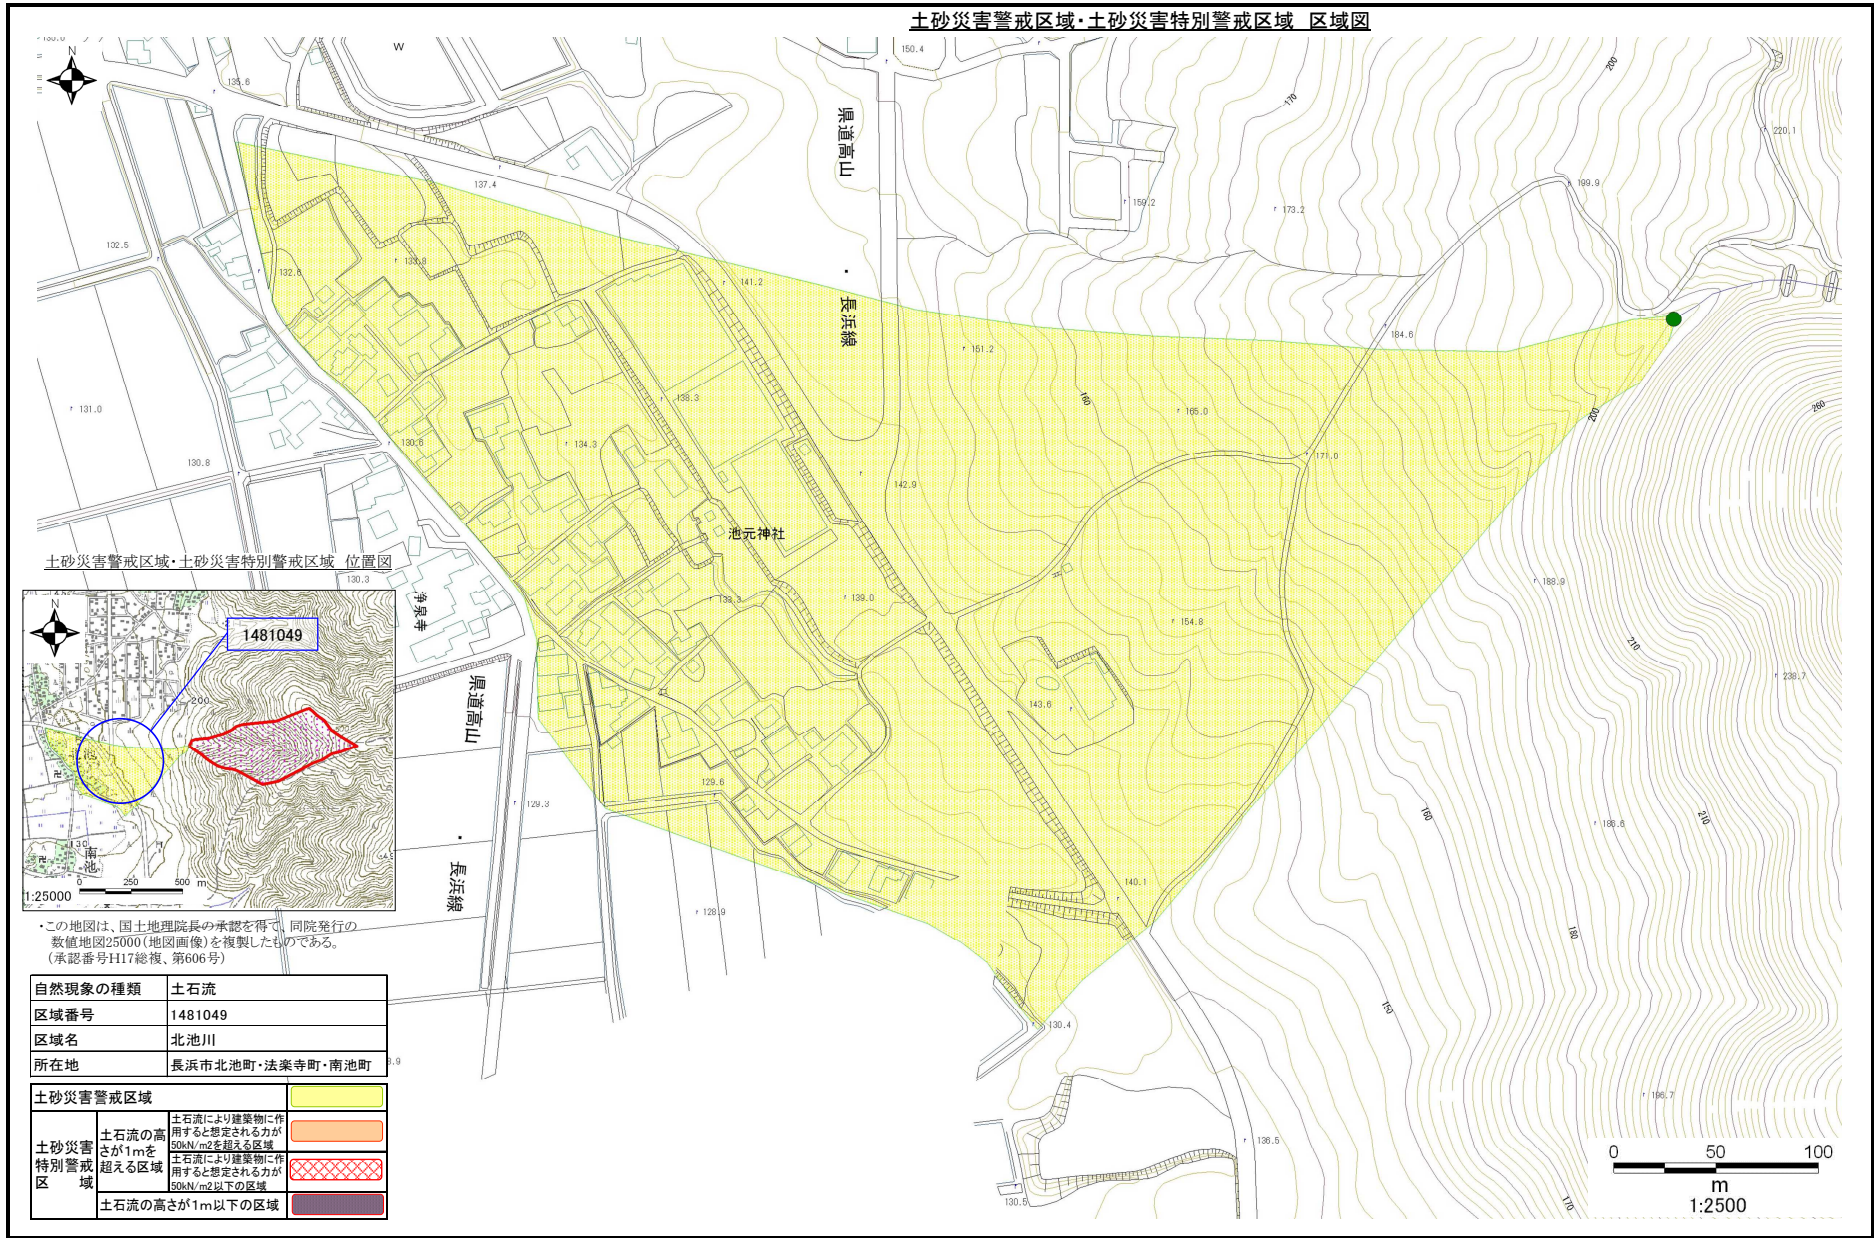 土砂災害警戒区域・土砂災害特別警戒区域 区域図
N
W
135.6
150.4
200
170
220.1
県道高山
137.4
199.9
159.2
173.2
132.5
133.8
132.6
141.2
・
長浜線
184.6
151.2
138.3
160
165.0
131.0
200
260
130.6
134.3
171.0
130.8
142.9
池元神社
土砂災害警戒区域・土砂災害特別警戒区域 位置図
130.3
188.9
浄泉寺
133.3
139.0
154.8
N
1481049
210
238.7
県道高山
200
143.6
129.6
129.3
160
186.6
210
・
長浜線
130
南池
140.1
0 250 500 m
1:25000
128.9
180
・この地図は、国土地理院長の承認を得て、同院発行の
数値地図25000(地図画像)を複製したものである。
(承認番号H17総複、第606号)
150
130.4
自然現象の種類 土石流
区域番号 1481049
区域名 北池川
所在地 長浜市北池町・法楽寺町・南池町
196.7
土砂災害警戒区域
土砂災害
特別警戒
区 域
土石流の高
さが1mを
超える区域
土石流により建築物に作
用すると想定される力が
50kN/m2を超える区域
土石流により建築物に作
用すると想定される力が
50kN/m2以下の区域
土石流の高さが1m以下の区域
136.5
130.5
170
0 50 100
m
1:2500